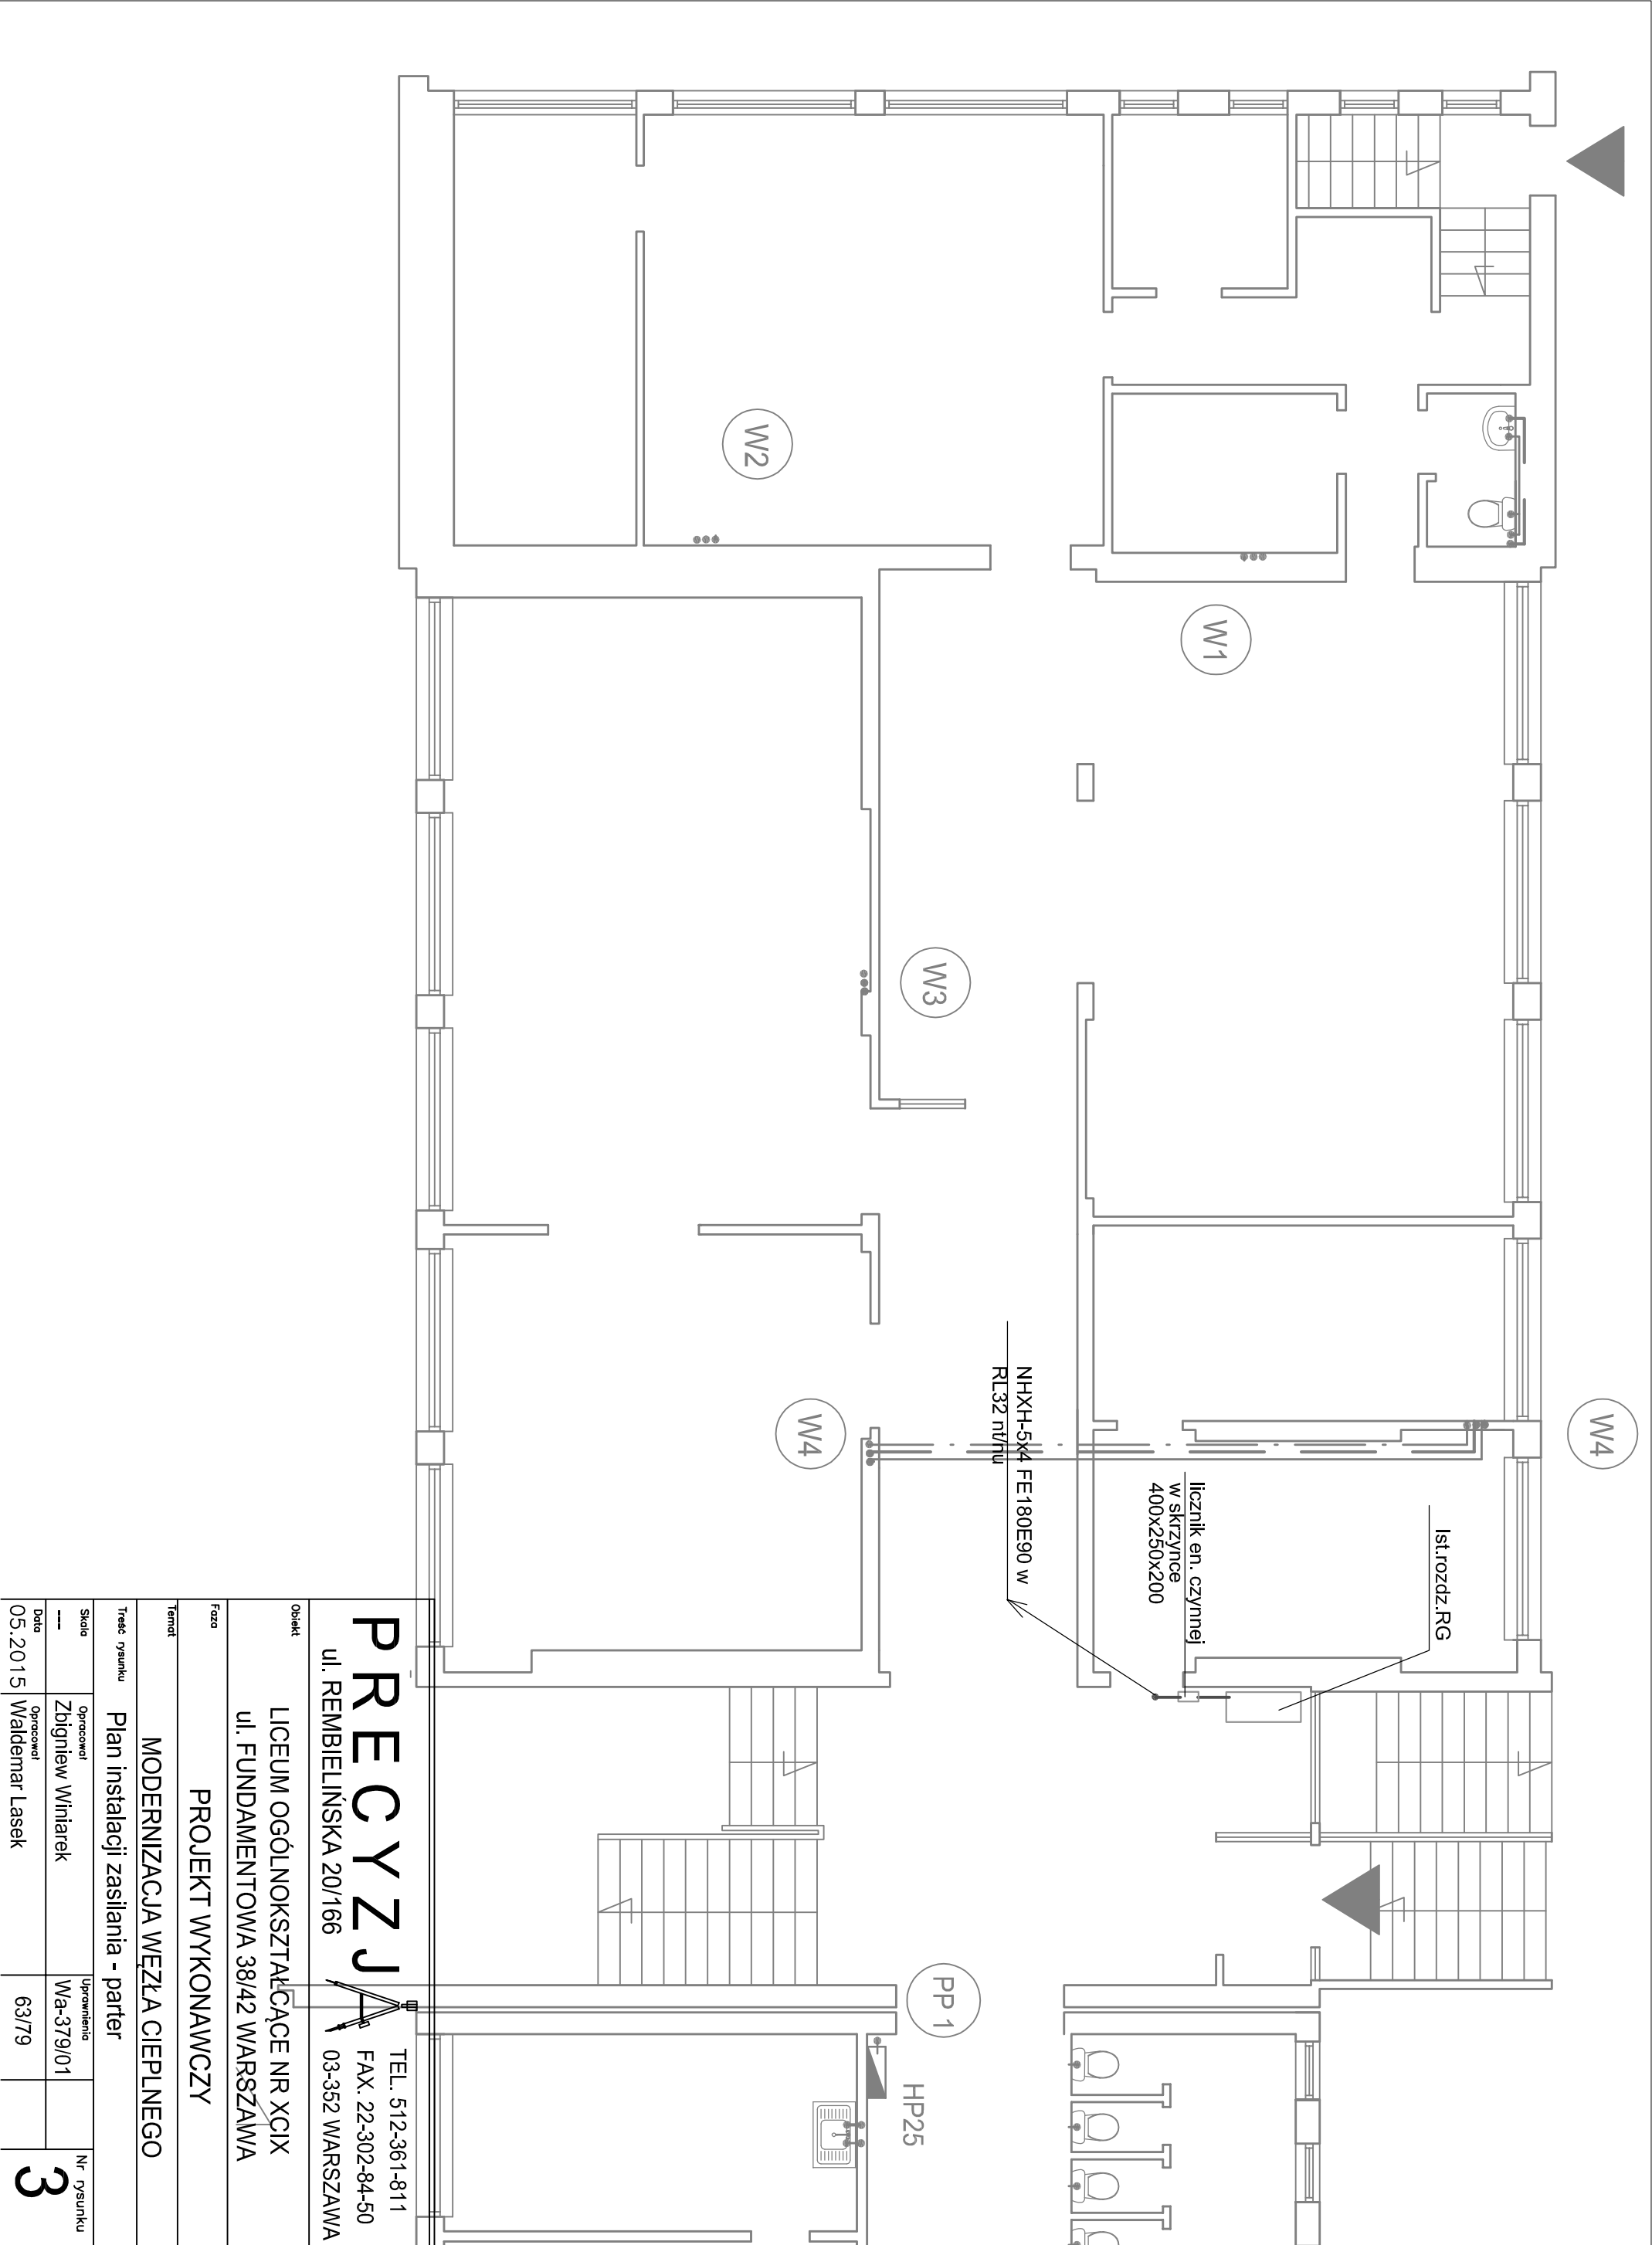 W4
W1
W2
W3
W4
Ist.rozdz.RG
licznik en. czynnej
w skrzynce
400x250x200
NHXH-5x4 FE180E90 w
RL32 nt/nu
PP 1
HP25
PRECYZJ
TEL. 512-361-811
FAX. 22-302-84-50
ul. REMBIELIŃSKA 20/166 03-352 WARSZAWA
Obiekt
LICEUM OGÓLNOKSZTAŁCĄCE NR XCIX
ul. FUNDAMENTOWA 38/42 WARSZAWA
Faza
PROJEKT WYKONAWCZY
Temat
MODERNIZACJA WĘZŁA CIEPLNEGO
Treść rysunku
Plan instalacji zasilania - parter
Skala Opracował Uprawnienia Nr rysunku
--- Zbigniew Winiarek Wa-379/01
3
Data Opracował
05.2015 Waldemar Lasek 63/79